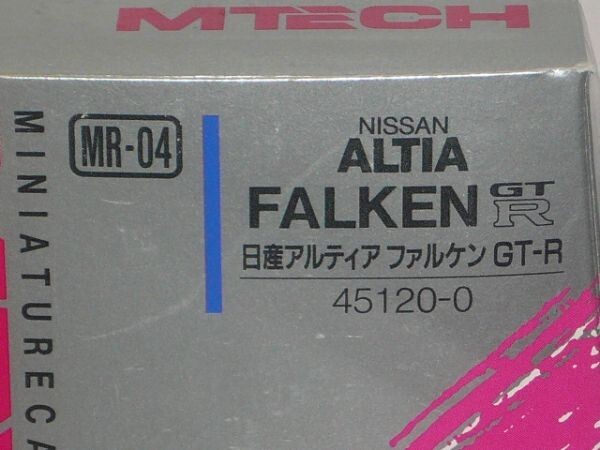 MTECH
MR-04
NISSAN
ALTIA
FALKEN GT R
日産アルティア ファルケン GT-R
45120-0
MINIATURECA